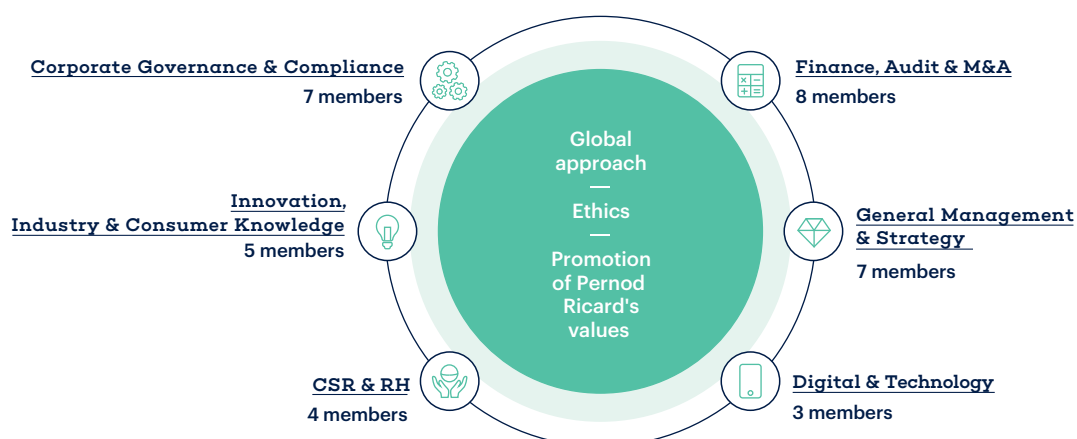 Corporate Governance & Compliance
7 members
Finance, Audit & M&A
8 members
Innovation,
Industry & Consumer Knowledge
5 members
Global
approach
Ethics
Promotion
of Pernod
Ricard's
values
General Management
& Strategy
7 members
CSR & RH
4 members
Digital & Technology
3 members